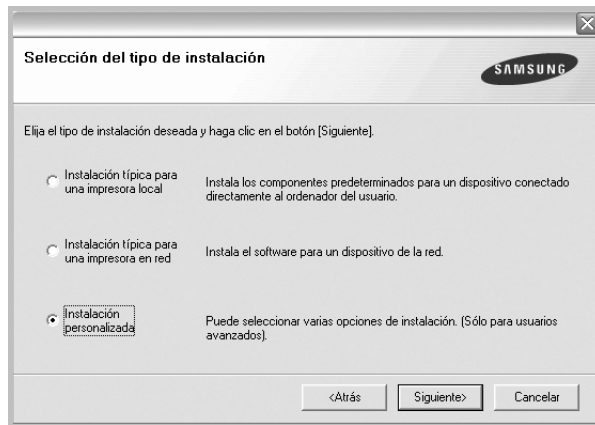 Selección del tipo de instalación
SAMSUNG
Elija el tipo de instalación deseada y haga clic en el botón [Siguiente].
Instalación típica para
una impresora local
Instala los componentes predeterminados para un dispositivo conectado
directamente al ordenador del usuario.
Instalación típica para
una impresora en red
Instala el software para un dispositivo de la red.
Instalación
personalizada
Puede seleccionar varias opciones de instalación. (Sólo para usuarios
avanzados).
<Atrás
Siguiente>
Cancelar